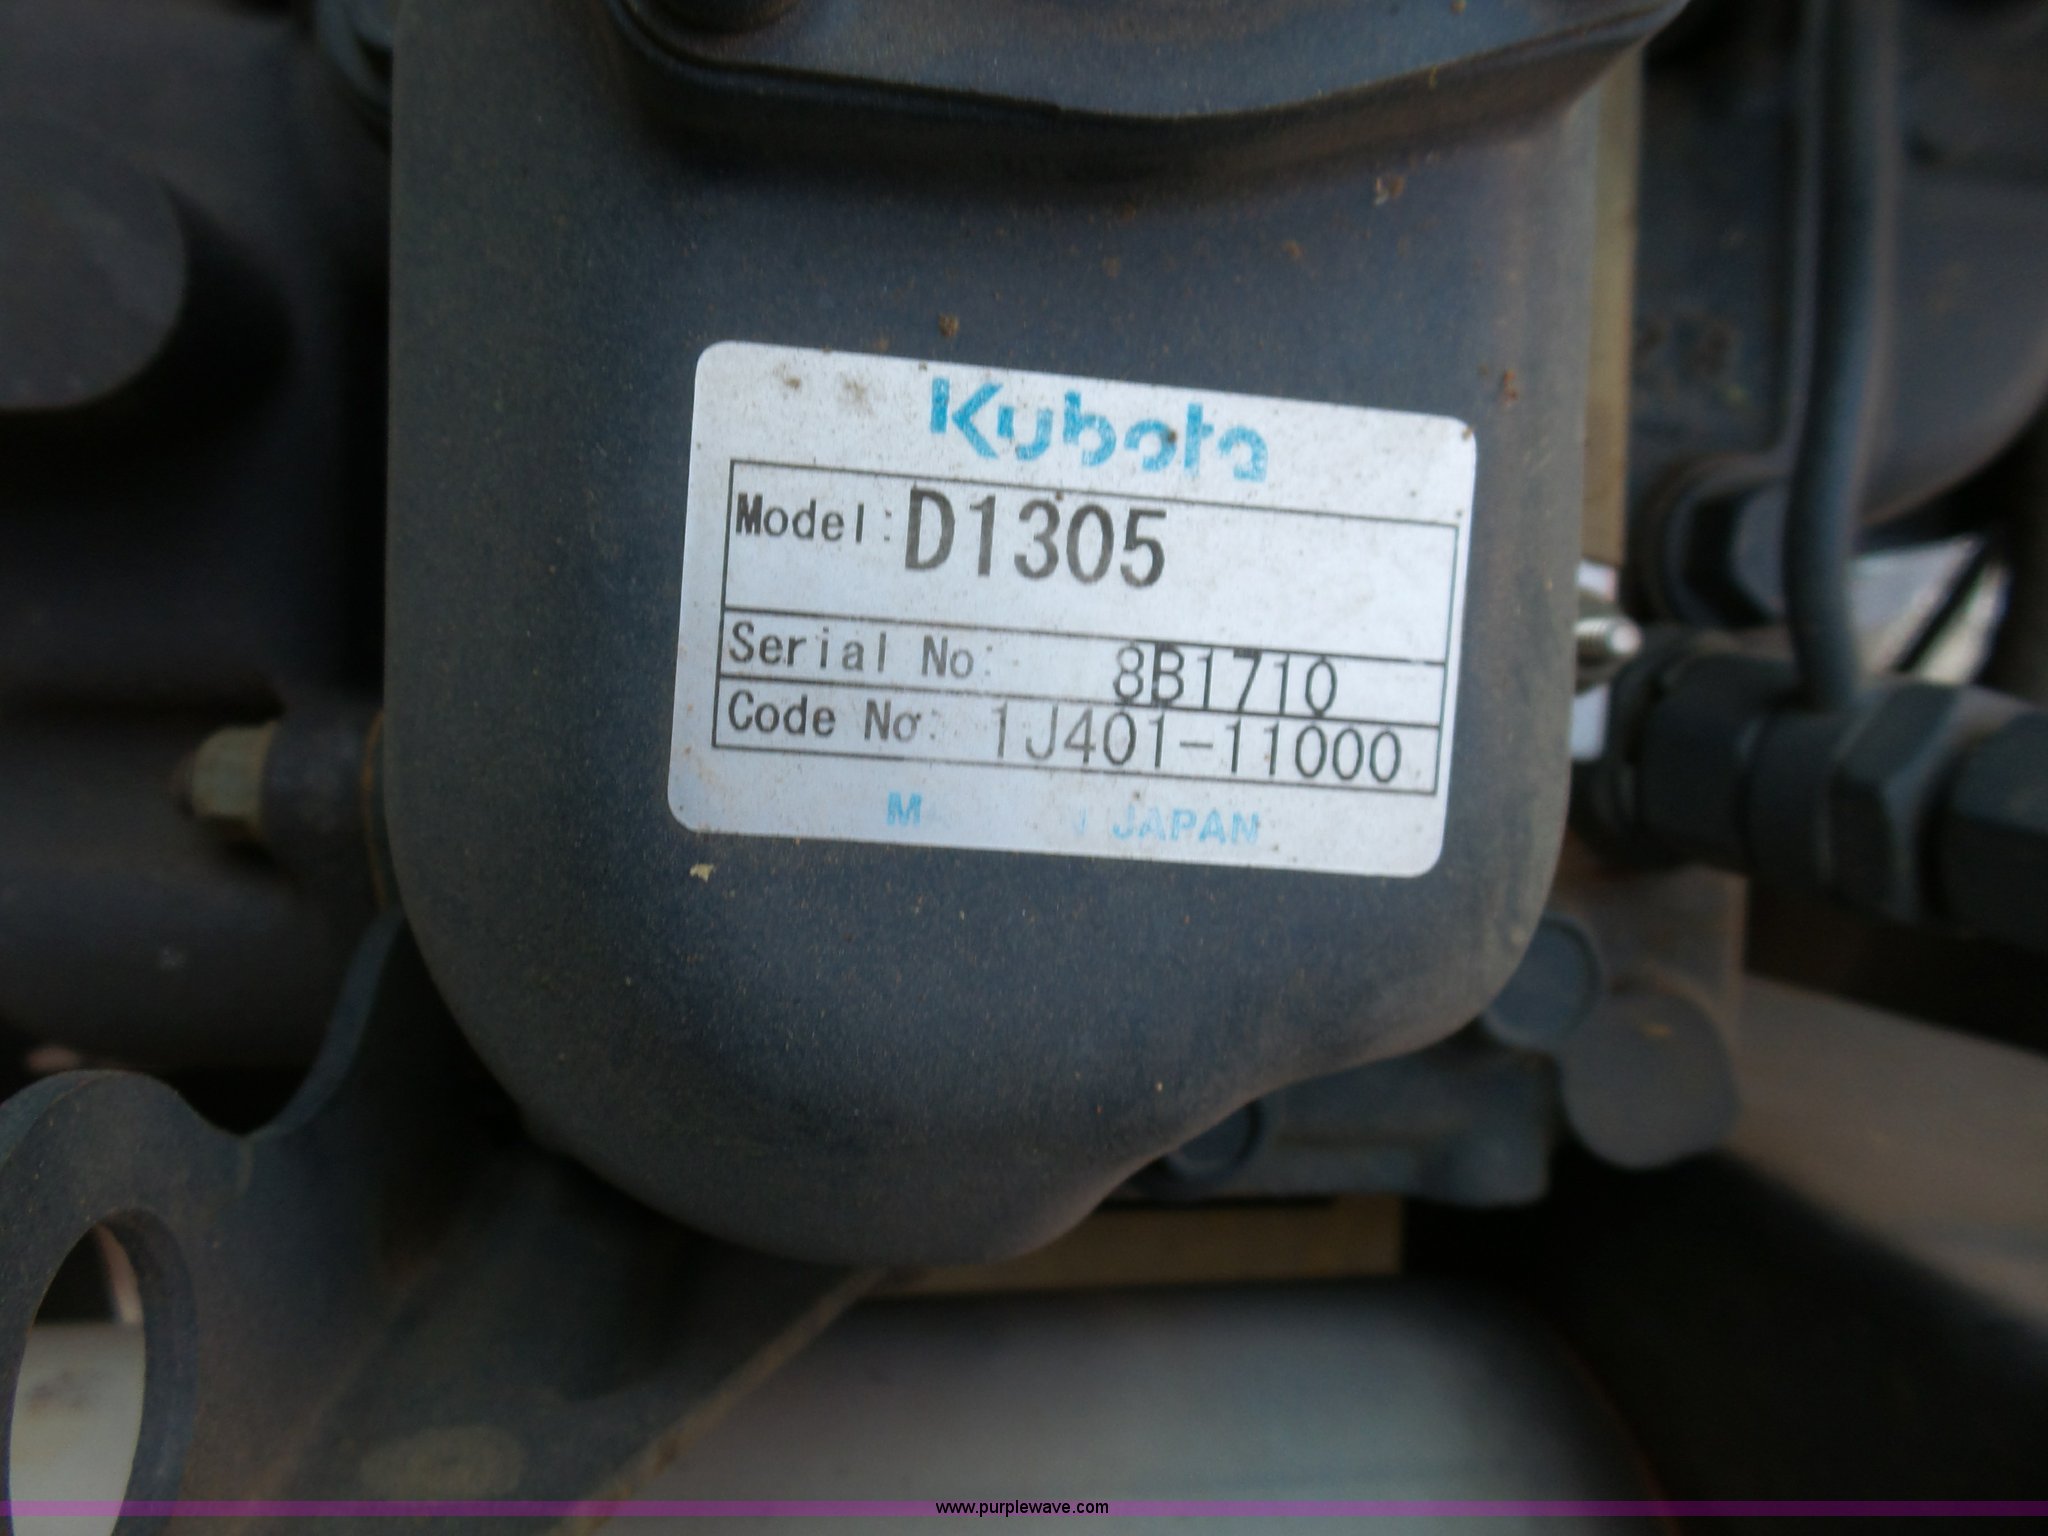 Kubota
Model: D1305
Serial No: 8B1710
Code No: 1J401-11000
JAPAN
www.purplewave.com